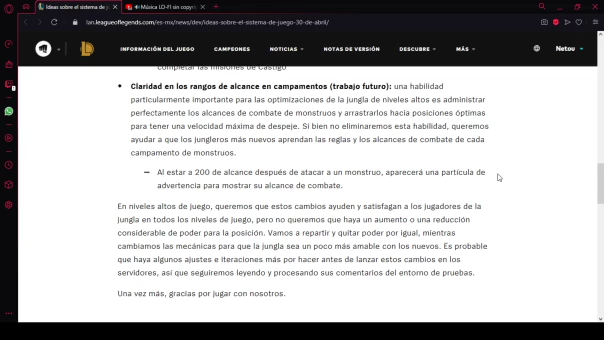 Ideas sobre el sistema de j
Música LO-FI sin copyri
lan.leagueoflegends.com/es-mx/news/dev/ideas-sobre-el-sistema-de-juego-30-de-abril/
INFORMACIÓN DEL JUEGO CAMPEONES NOTICIAS NOTAS DE VERSIÓN DESCUBRE MÁS Netou
completar las misiones de Castigo
• Claridad en los rangos de alcance en campamentos (trabajo futuro): una habilidad
particularmente importante para las optimizaciones de la jungla de niveles altos es administrar
perfectamente los alcances de combate de monstruos y arrastrarlos hacia posiciones óptimas
para tener una velocidad máxima de despeje. Si bien no eliminaremos esta habilidad, queremos
ayudar a que los jungleros más nuevos aprendan las reglas y los alcances de combate de cada
campamento de monstruos.
— Al estar a 200 de alcance después de atacar a un monstruo, aparecerá una partícula de
advertencia para mostrar su alcance de combate.
En niveles altos de juego, queremos que estos cambios ayuden y satisfagan a los jugadores de la
jungla en todos los niveles de juego, pero no queremos que haya un aumento o una reducción
considerable de poder para la posición. Vamos a repartir y quitar poder por igual, mientras
cambiamos las mecánicas para que la jungla sea un poco más amable con los nuevos. Es probable
que haya algunos ajustes e iteraciones más por hacer antes de lanzar estos cambios en los
servidores, así que seguiremos leyendo y procesando sus comentarios del entorno de pruebas.
Una vez más, gracias por jugar con nosotros.